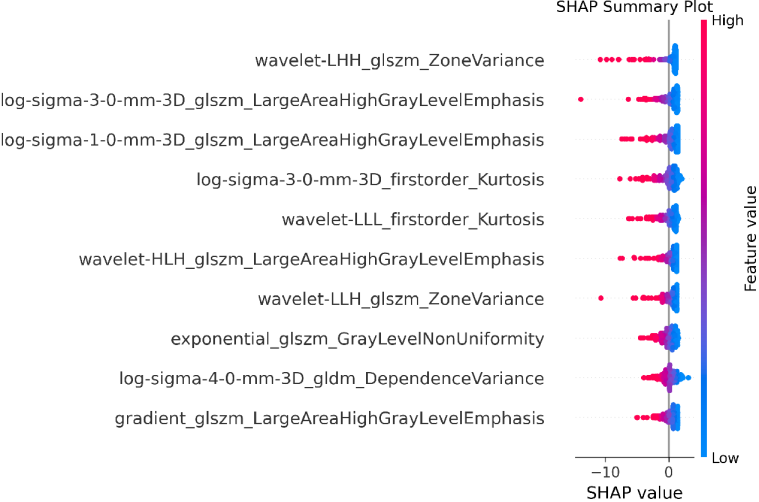 SHAP Summary Plot
High
wavelet-LHH_glszm_ZoneVariance
log-sigma-3-0-mm-3D_glszm_LargeAreaHighGrayLevelEmphasis
log-sigma-1-0-mm-3D_glszm_LargeAreaHighGrayLevelEmphasis
log-sigma-3-0-mm-3D_firstorder_Kurtosis
wavelet-LLL_firstorder_Kurtosis
wavelet-HLH_glszm_LargeAreaHighGrayLevelEmphasis
wavelet-LLH_glszm_ZoneVariance
exponential_glszm_GrayLevelNonUniformity
log-sigma-4-0-mm-3D_gldm_DependenceVariance
gradient_glszm_LargeAreaHighGrayLevelEmphasis
Feature value
Low
−10 0
SHAP value